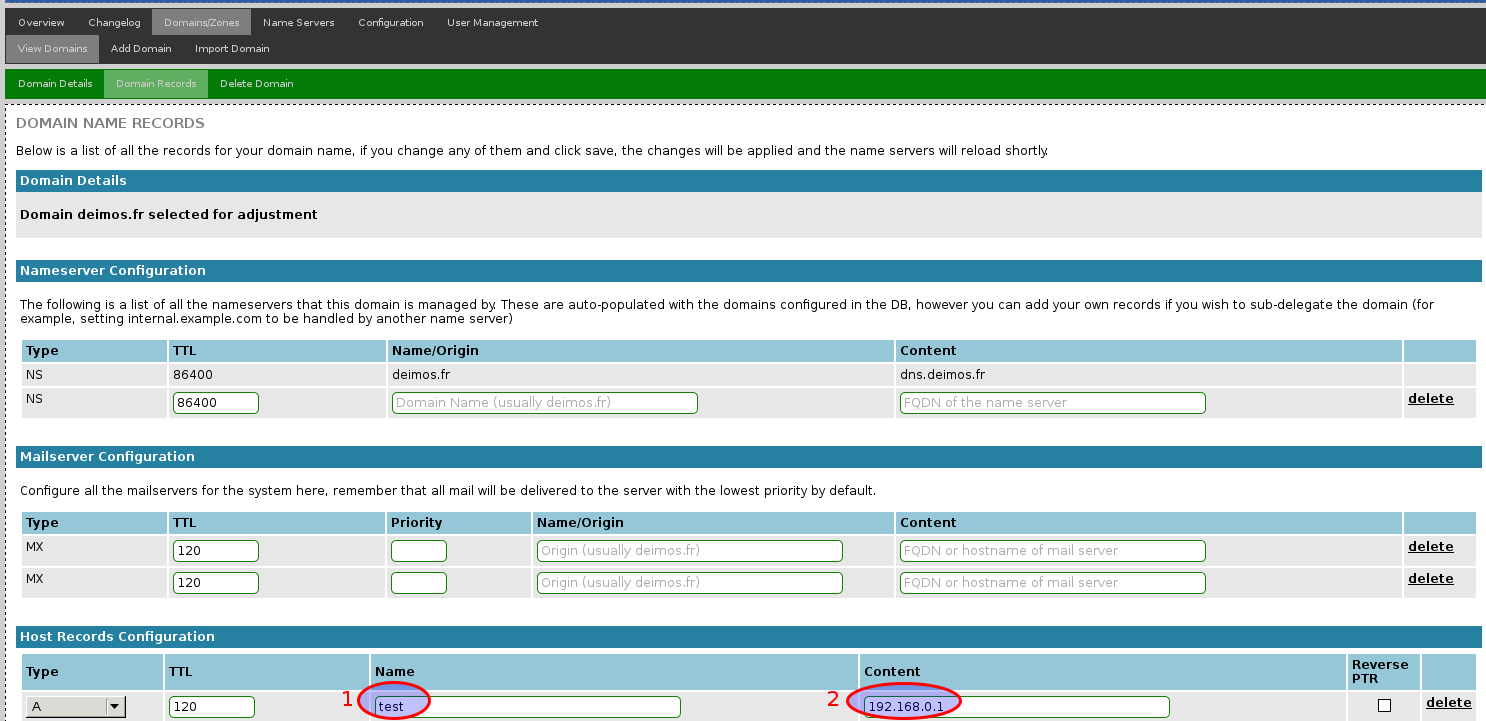 Overview Changelog Domains/Zones Name Servers Configuration User Management
View Domains Add Domain Import Domain
Domain Details Domain Records Delete Domain
DOMAIN NAME RECORDS
Below is a list of all the records for your domain name, if you change any of them and click save, the changes will be applied and the name servers will reload shortly.
Domain Details
Domain deimos.fr selected for adjustment
Nameserver Configuration
The following is a list of all the nameservers that this domain is managed by. These are auto-populated with the domains configured in the DB, however you can add your own records if you wish to sub-delegate the domain (for
example, setting internal.example.com to be handled by another name server)
Type TTL Name/Origin Content
NS 86400 deimos.fr dns.deimos.fr
NS 86400 Domain Name (usually deimos.fr) FQDN of the name server delete
Mailserver Configuration
Configure all the mailservers for the system here, remember that all mail will be delivered to the server with the lowest priority by default.
Type TTL Priority Name/Origin Content
MX 120 Origin (usually deimos.fr) FQDN or hostname of mail server delete
MX 120 Origin (usually deimos.fr) FQDN or hostname of mail server delete
Host Records Configuration
Type TTL Name Content Reverse PTR
A 120 1 test 2 192.168.0.1 delete